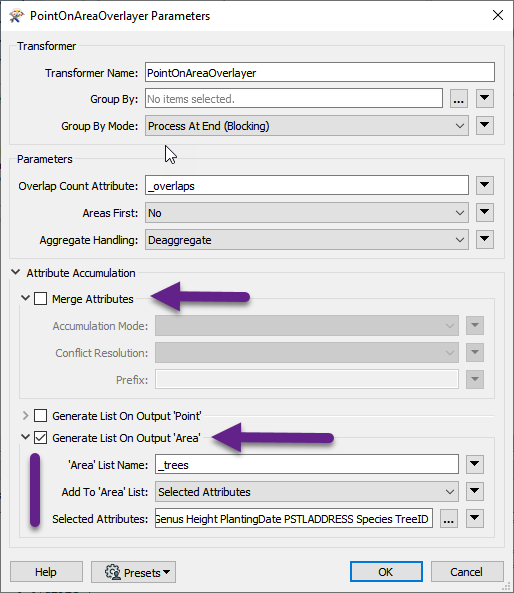 PointOnAreaOverlayer Parameters
Transformer
Transformer Name: PointOnAreaOverlayer
Group By: No items selected.
Group By Mode: Process At End (Blocking)
Parameters
Overlap Count Attribute: _overlaps
Areas First: No
Aggregate Handling: Deaggregate
Attribute Accumulation
Merge Attributes
Accumulation Mode:
Conflict Resolution:
Prefix:
Generate List On Output 'Point'
Generate List On Output 'Area'
'Area' List Name: _trees
Add To 'Area' List: Selected Attributes
Selected Attributes: Genus Height PlantingDate PSTLADDRESS Species TreeID ...
Help Presets OK Cancel